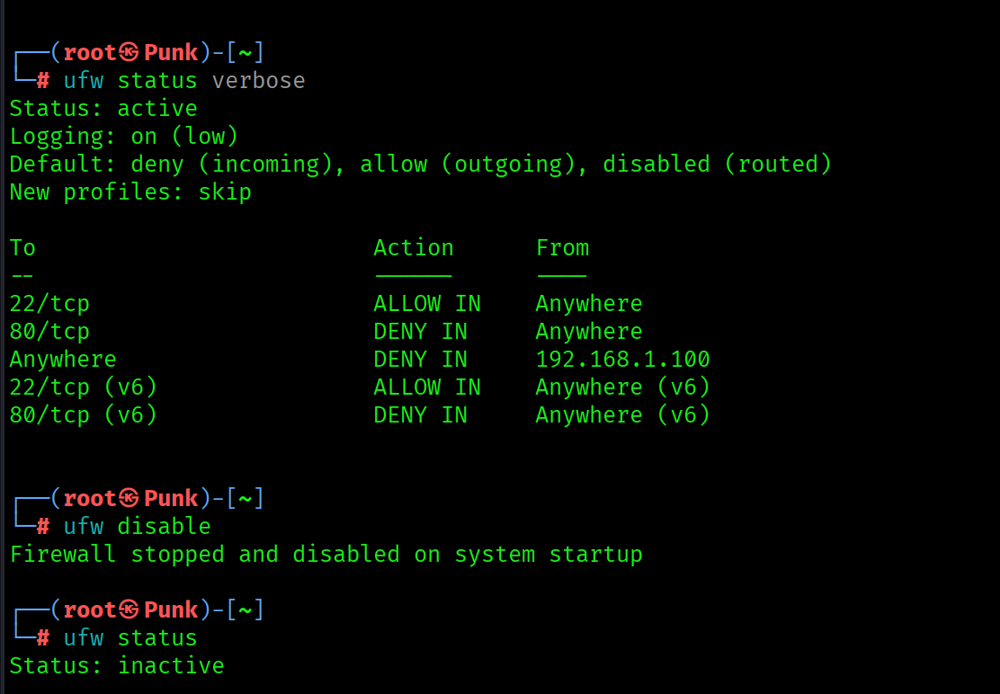 ┌──(root㉿Punk)-[~]
└─# ufw status verbose
Status: active
Logging: on (low)
Default: deny (incoming), allow (outgoing), disabled (routed)
New profiles: skip

To                         Action      From
--                         ------      ----
22/tcp                     ALLOW IN    Anywhere
80/tcp                     DENY IN     Anywhere
Anywhere                   DENY IN     192.168.1.100
22/tcp (v6)                ALLOW IN    Anywhere (v6)
80/tcp (v6)                DENY IN     Anywhere (v6)

┌──(root㉿Punk)-[~]
└─# ufw disable
Firewall stopped and disabled on system startup

┌──(root㉿Punk)-[~]
└─# ufw status
Status: inactive